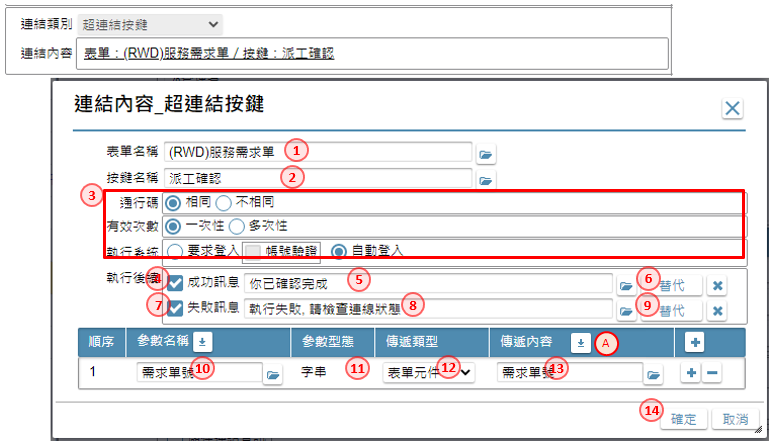 連結類別 超連結按鍵
連結內容 表單：(RWD)服務需求單 / 按鍵：派工確認
連結內容_超連結按鍵
表單名稱 (RWD)服務需求單 1
按鍵名稱 派工確認 2
3 通行碼 相同 不相同
有效次數 一次性 多次性
執行系統 要求登入 帳號驗證 自動登入
執行後續 4 成功訊息 你已確認完成 5 6 替代
7 失敗訊息 執行失敗, 請檢查連線狀態 8 9 替代
順序 參數名稱 參數型態 傳遞類型 傳遞內容 A
1 需求單號 10 字串 11 表單元件 12 需求單號 13
14 確定 取消